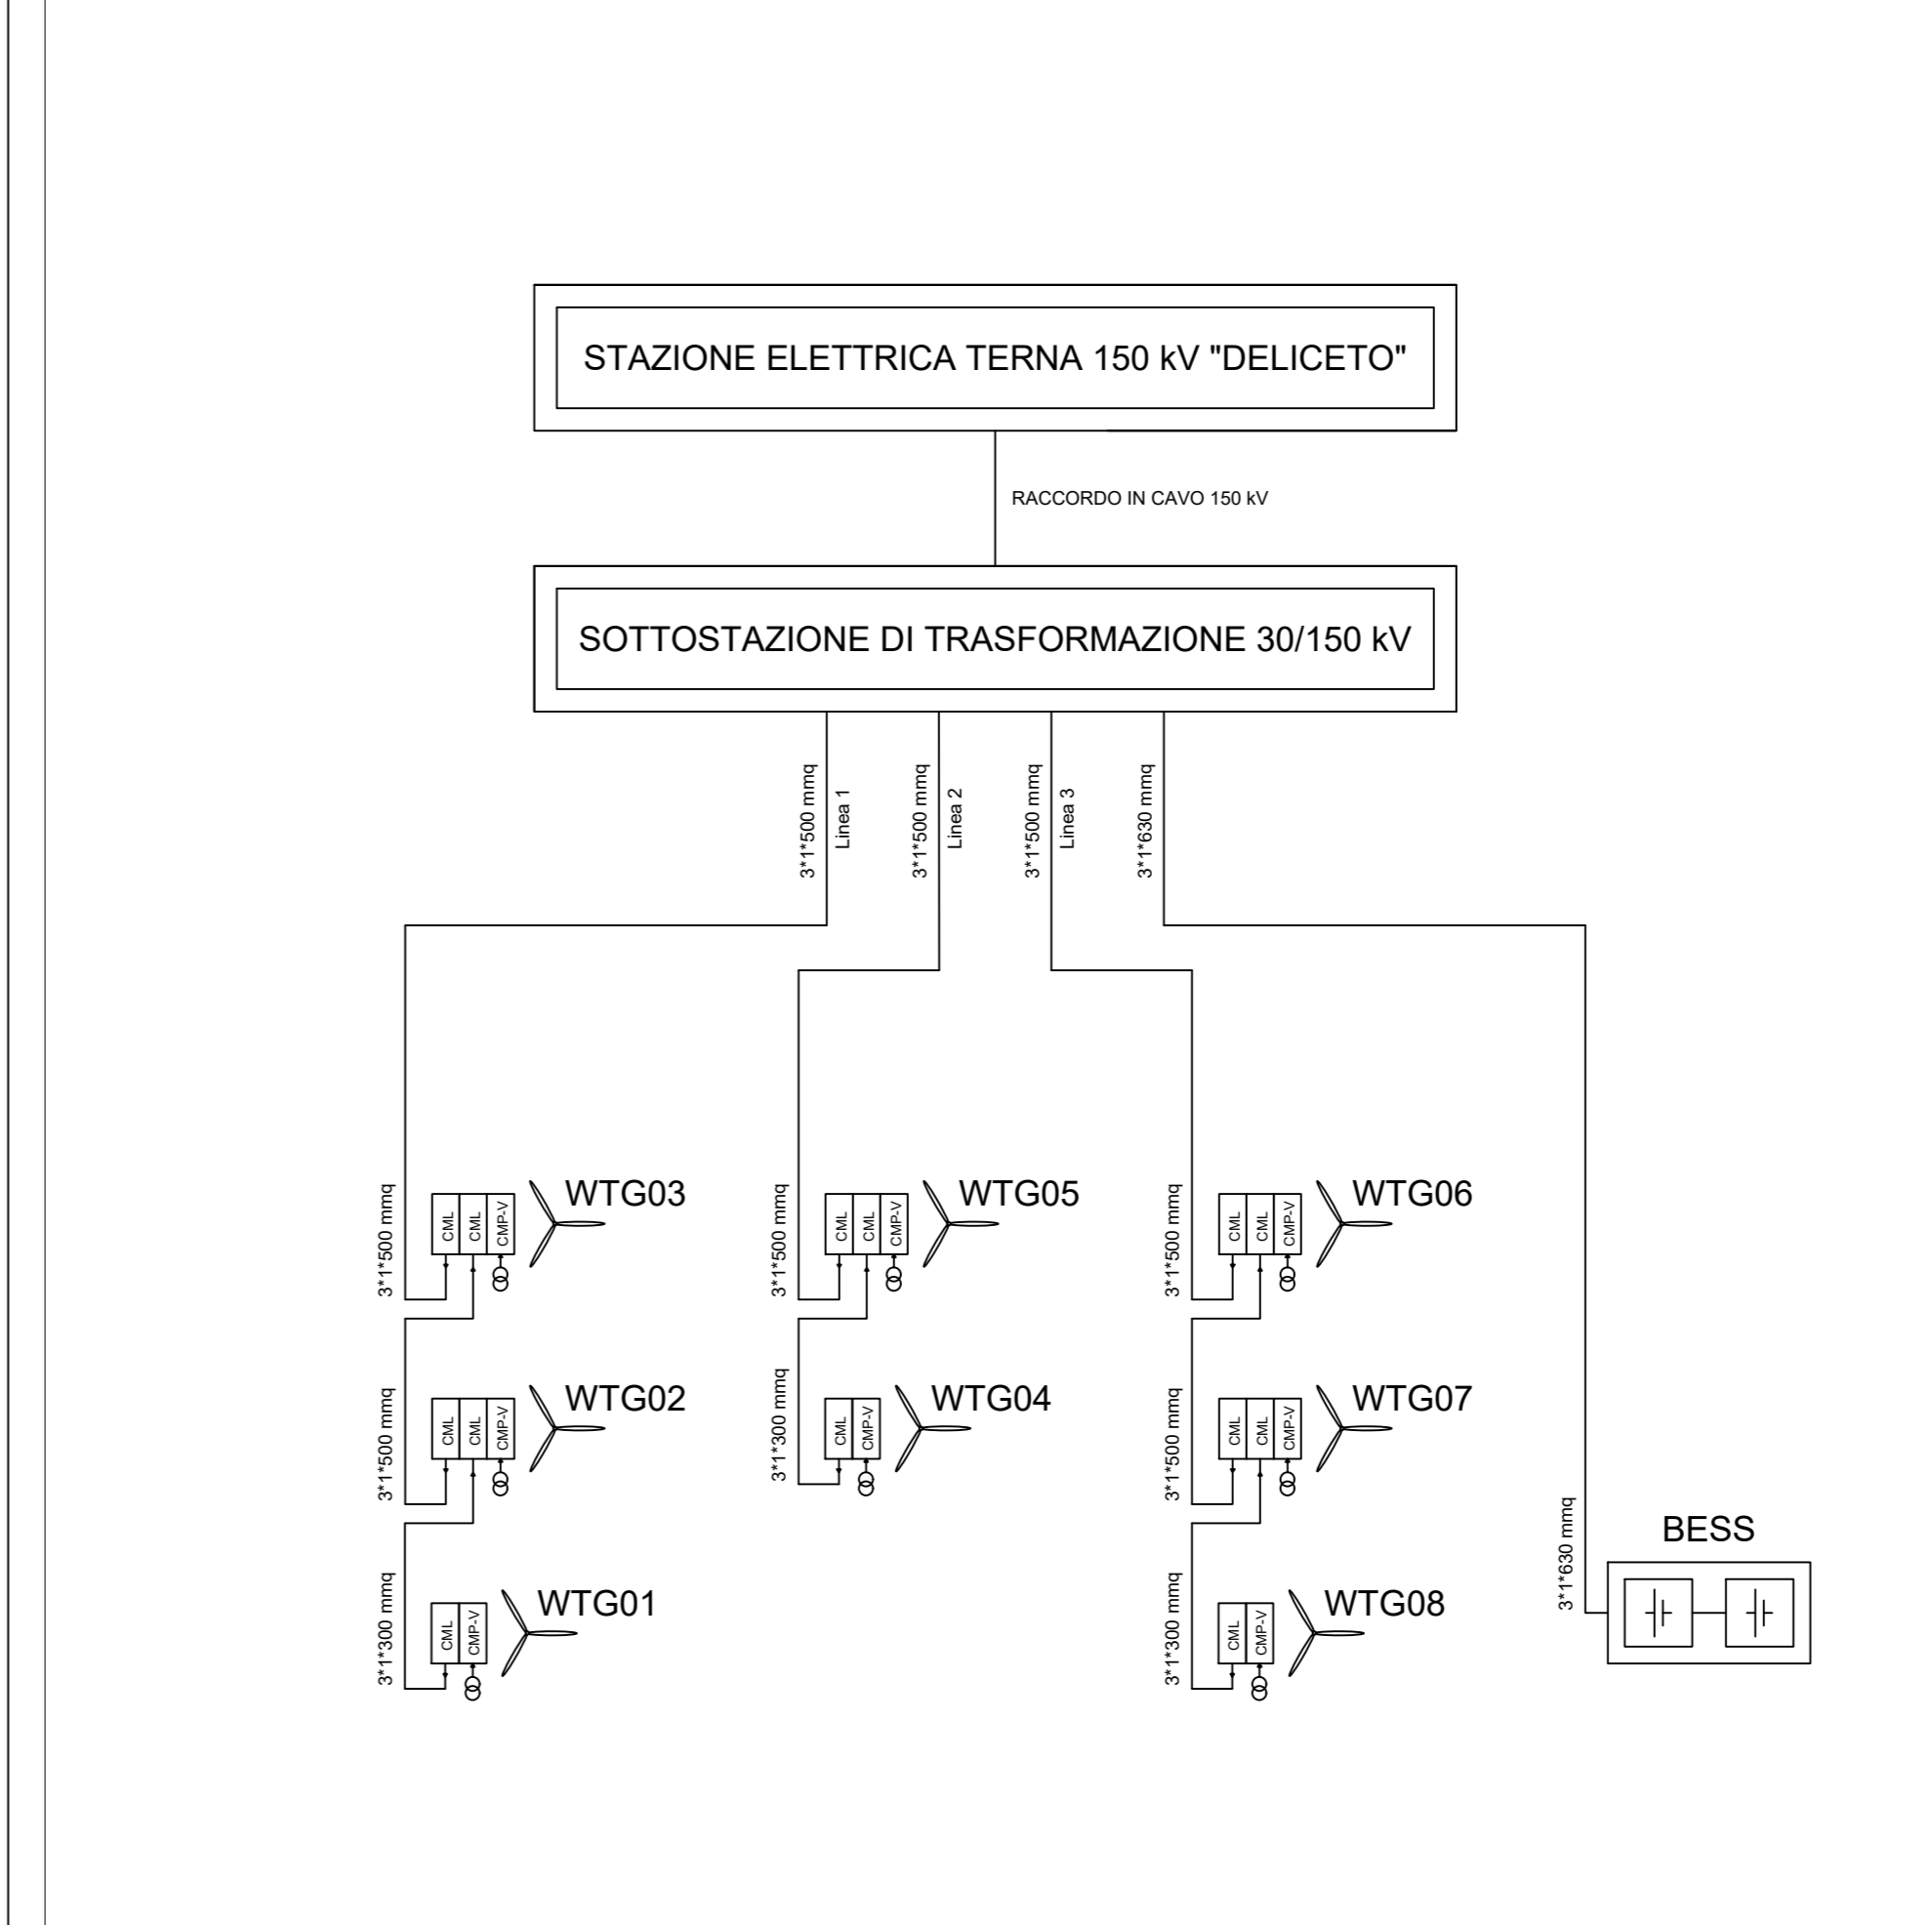 STAZIONE ELETTRICA TERNA 150 kV "DELICETO"
RACCORDO IN CAVO 150 kV
SOTTOSTAZIONE DI TRASFORMAZIONE 30/150 kV
3*1*500 mmq
Linea 1
3*1*500 mmq
Linea 2
3*1*500 mmq
Linea 3
3*1*630 mmq
3*1*500 mmq
CML
CML
CMP-V
WTG03
3*1*500 mmq
CML
CML
CMP-V
WTG05
3*1*500 mmq
CML
CML
CMP-V
WTG06
3*1*500 mmq
CML
CML
CMP-V
WTG02
3*1*300 mmq
CML
CMP-V
WTG04
3*1*500 mmq
CML
CML
CMP-V
WTG07
3*1*630 mmq
BESS
3*1*300 mmq
CML
CMP-V
WTG01
3*1*300 mmq
CML
CMP-V
WTG08